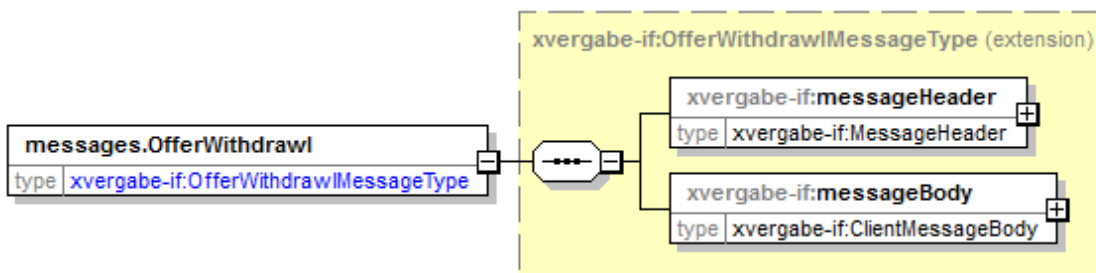 xvergabe-if:OfferWithdrawlMessageType (extension)
xvergabe-if:messageHeader
type xvergabe-if:MessageHeader
messages.OfferWithdrawl
type xvergabe-if:OfferWithdrawlMessageType
xvergabe-if:messageBody
type xvergabe-if:ClientMessageBody